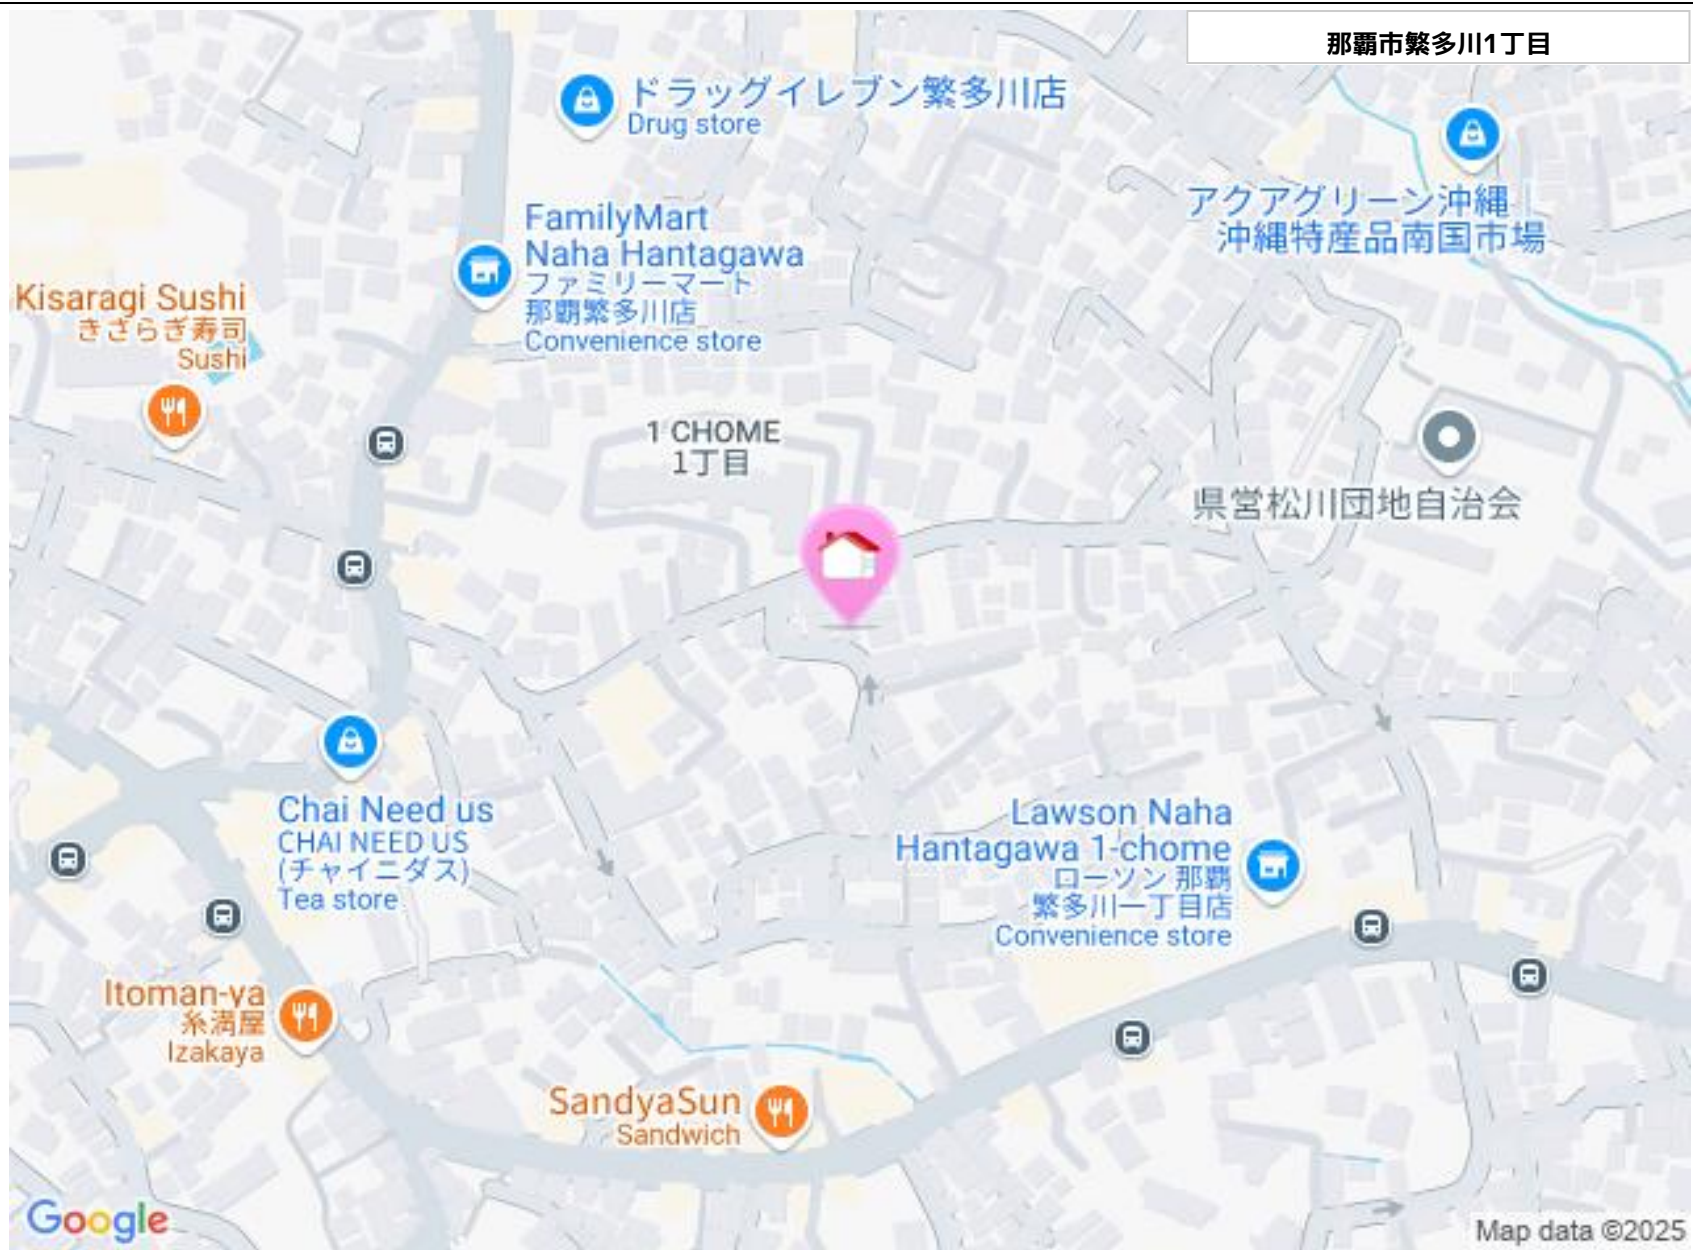 那覇市繁多川1丁目
ドラッグイレブン繁多川店
Drug store
アクアグリーン沖縄｜
沖縄特産品南国市場
FamilyMart
Naha Hantagawa
ファミリーマート
那覇繁多川店
Convenience store
Kisaragi Sushi
きさらぎ寿司
Sushi
1 CHOME
1丁目
県営松川団地自治会
Chai Need us
CHAI NEED US
(チャイニダス)
Tea store
Lawson Naha
Hantagawa 1-chome
ローソン 那覇
繁多川一丁目店
Convenience store
Itoman-ya
糸満屋
Izakaya
SandyaSun
Sandwich
Google
Map data ©2025